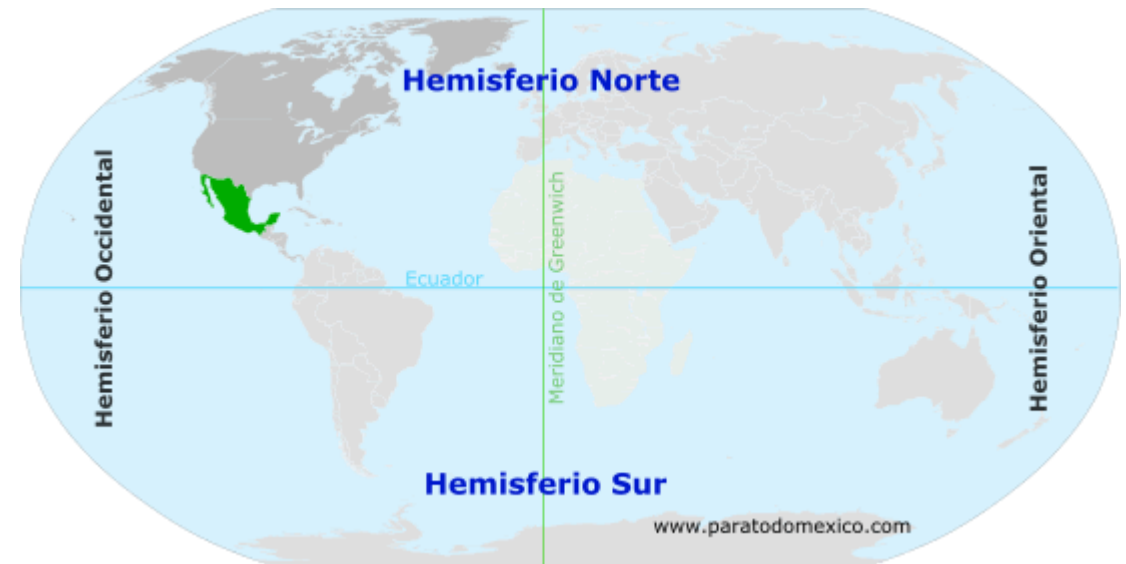 Hemisferio Norte
Hemisferio Occidental
Ecuador
Meridiano de Greenwich
Hemisferio Oriental
Hemisferio Sur
www.paratodomexico.com